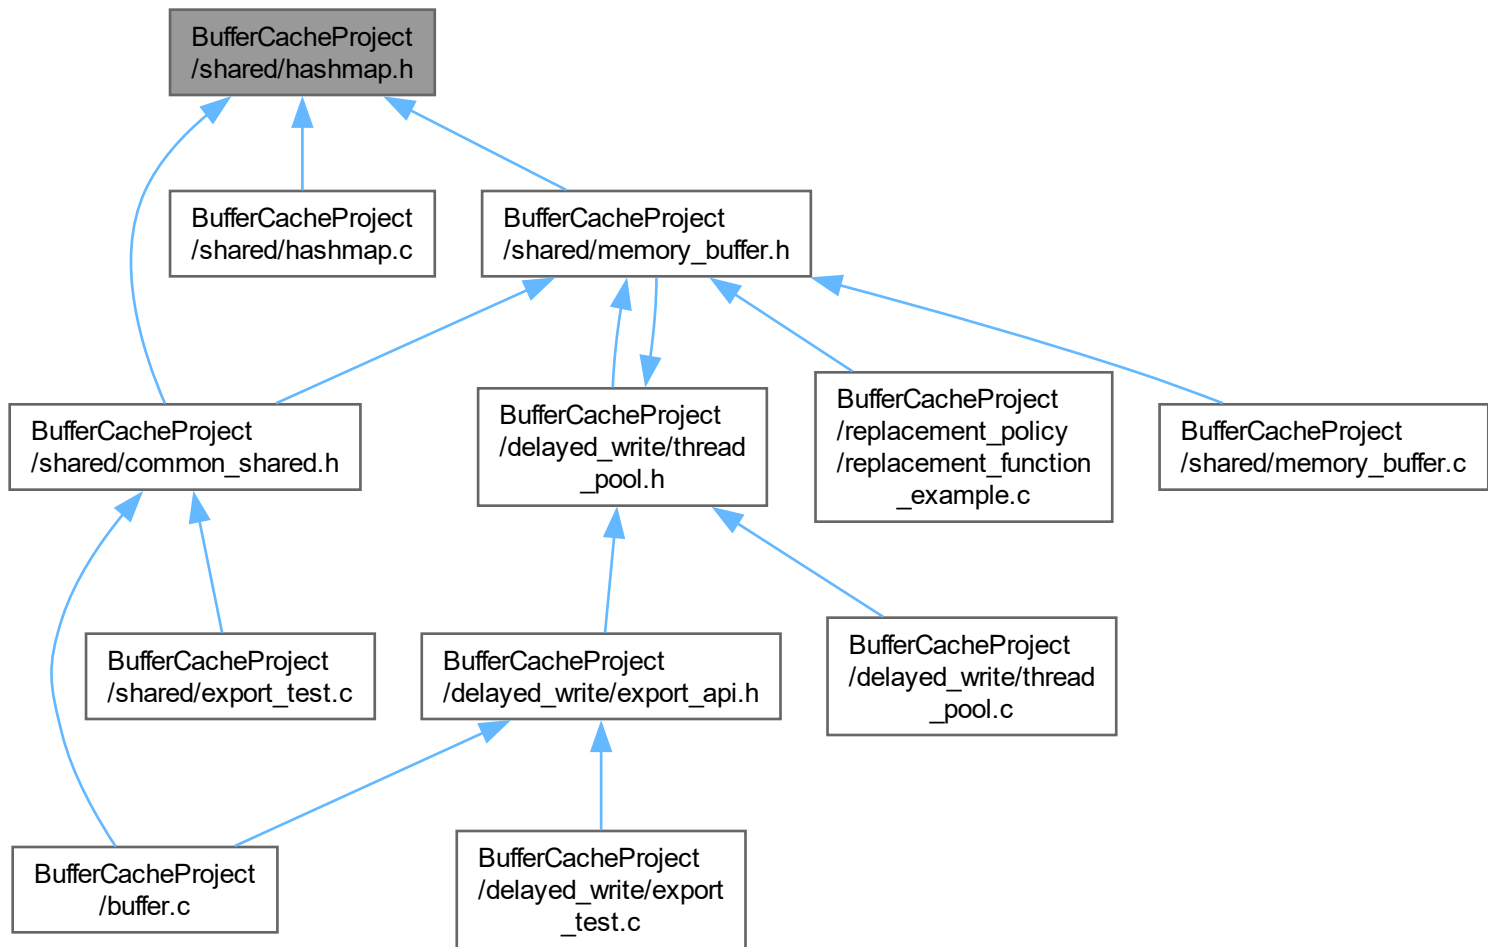 BufferCacheProject
/shared/hashmap.h
BufferCacheProject
/shared/hashmap.c
BufferCacheProject
/shared/memory_buffer.h
BufferCacheProject
/shared/common_shared.h
BufferCacheProject
/delayed_write/thread
_pool.h
BufferCacheProject
/replacement_policy
/replacement_function
_example.c
BufferCacheProject
/shared/memory_buffer.c
BufferCacheProject
/shared/export_test.c
BufferCacheProject
/delayed_write/export_api.h
BufferCacheProject
/delayed_write/thread
_pool.c
BufferCacheProject
/buffer.c
BufferCacheProject
/delayed_write/export
_test.c